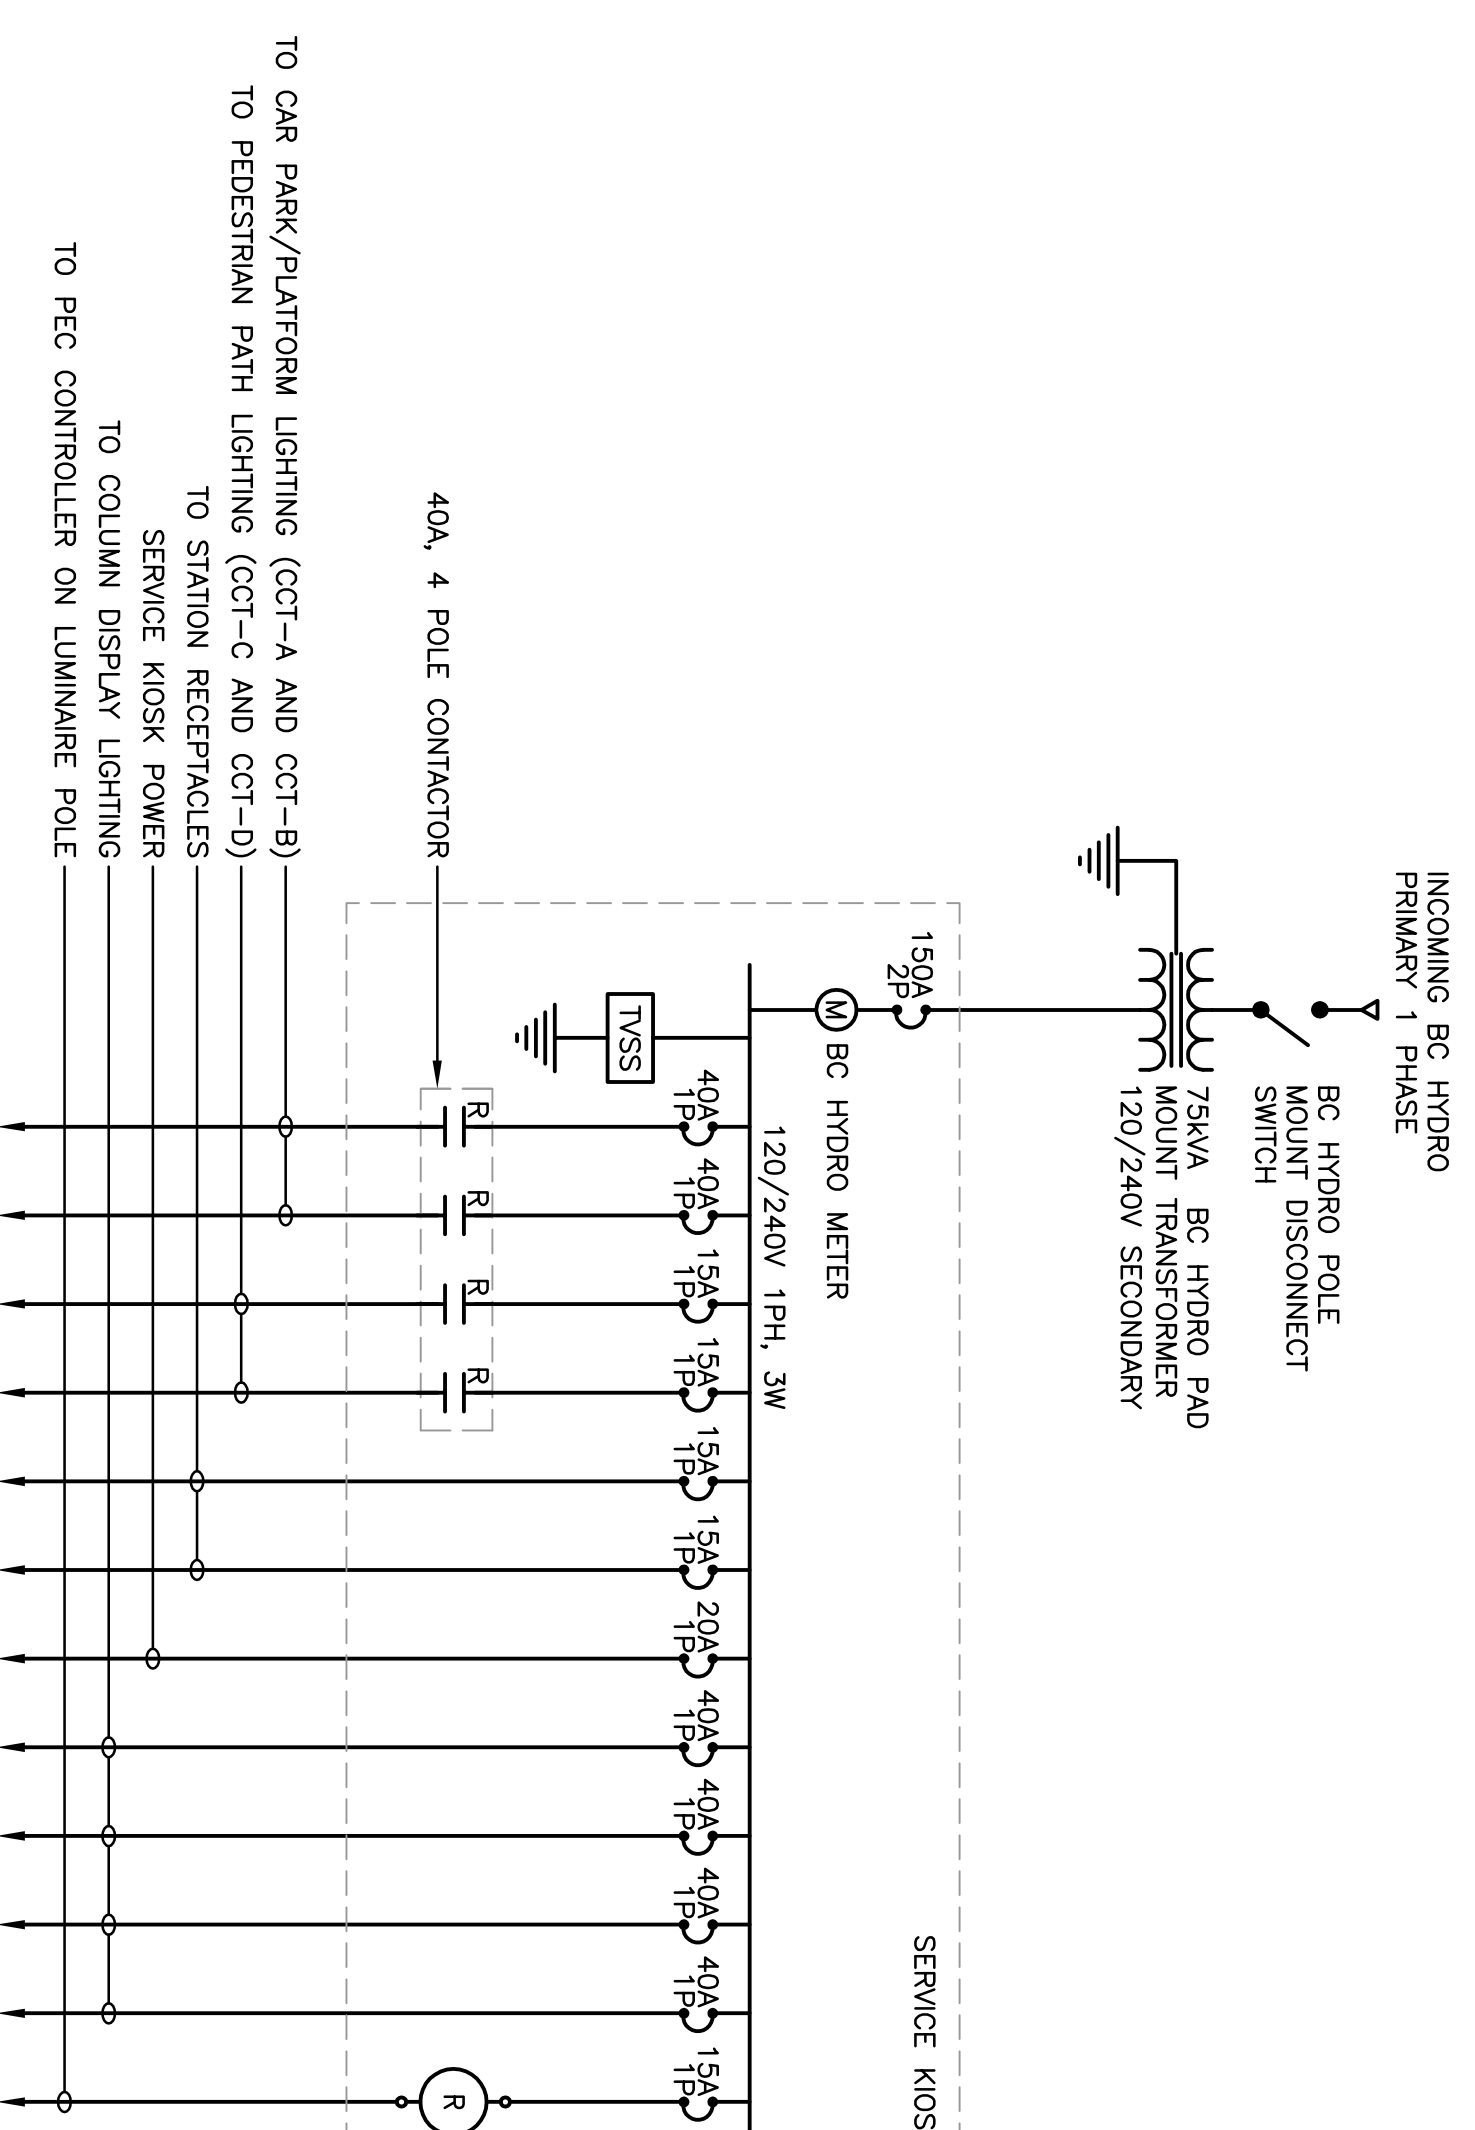 INCOMING BC HYDRO
PRIMARY 1 PHASE
BC HYDRO POLE
MOUNT DISCONNECT
SWITCH
75kVA BC HYDRO PAD
MOUNT TRANSFORMER
120/240V SECONDARY
150A
2P
SERVICE KIOS
M
BC HYDRO METER
120/240V 1PH, 3W
TVSS
40A
1P
40A
1P
15A
1P
15A
1P
15A
1P
15A
1P
20A
1P
40A
1P
40A
1P
40A
1P
40A
1P
15A
1P
R
R
R
R
R
40A, 4 POLE CONTACTOR
TO CAR PARK/PLATFORM LIGHTING (CCT-A AND CCT-B)
TO PEDESTRIAN PATH LIGHTING (CCT-C AND CCT-D)
TO STATION RECEPTACLES
SERVICE KIOSK POWER
TO COLUMN DISPLAY LIGHTING
TO PEC CONTROLLER ON LUMINAIRE POLE